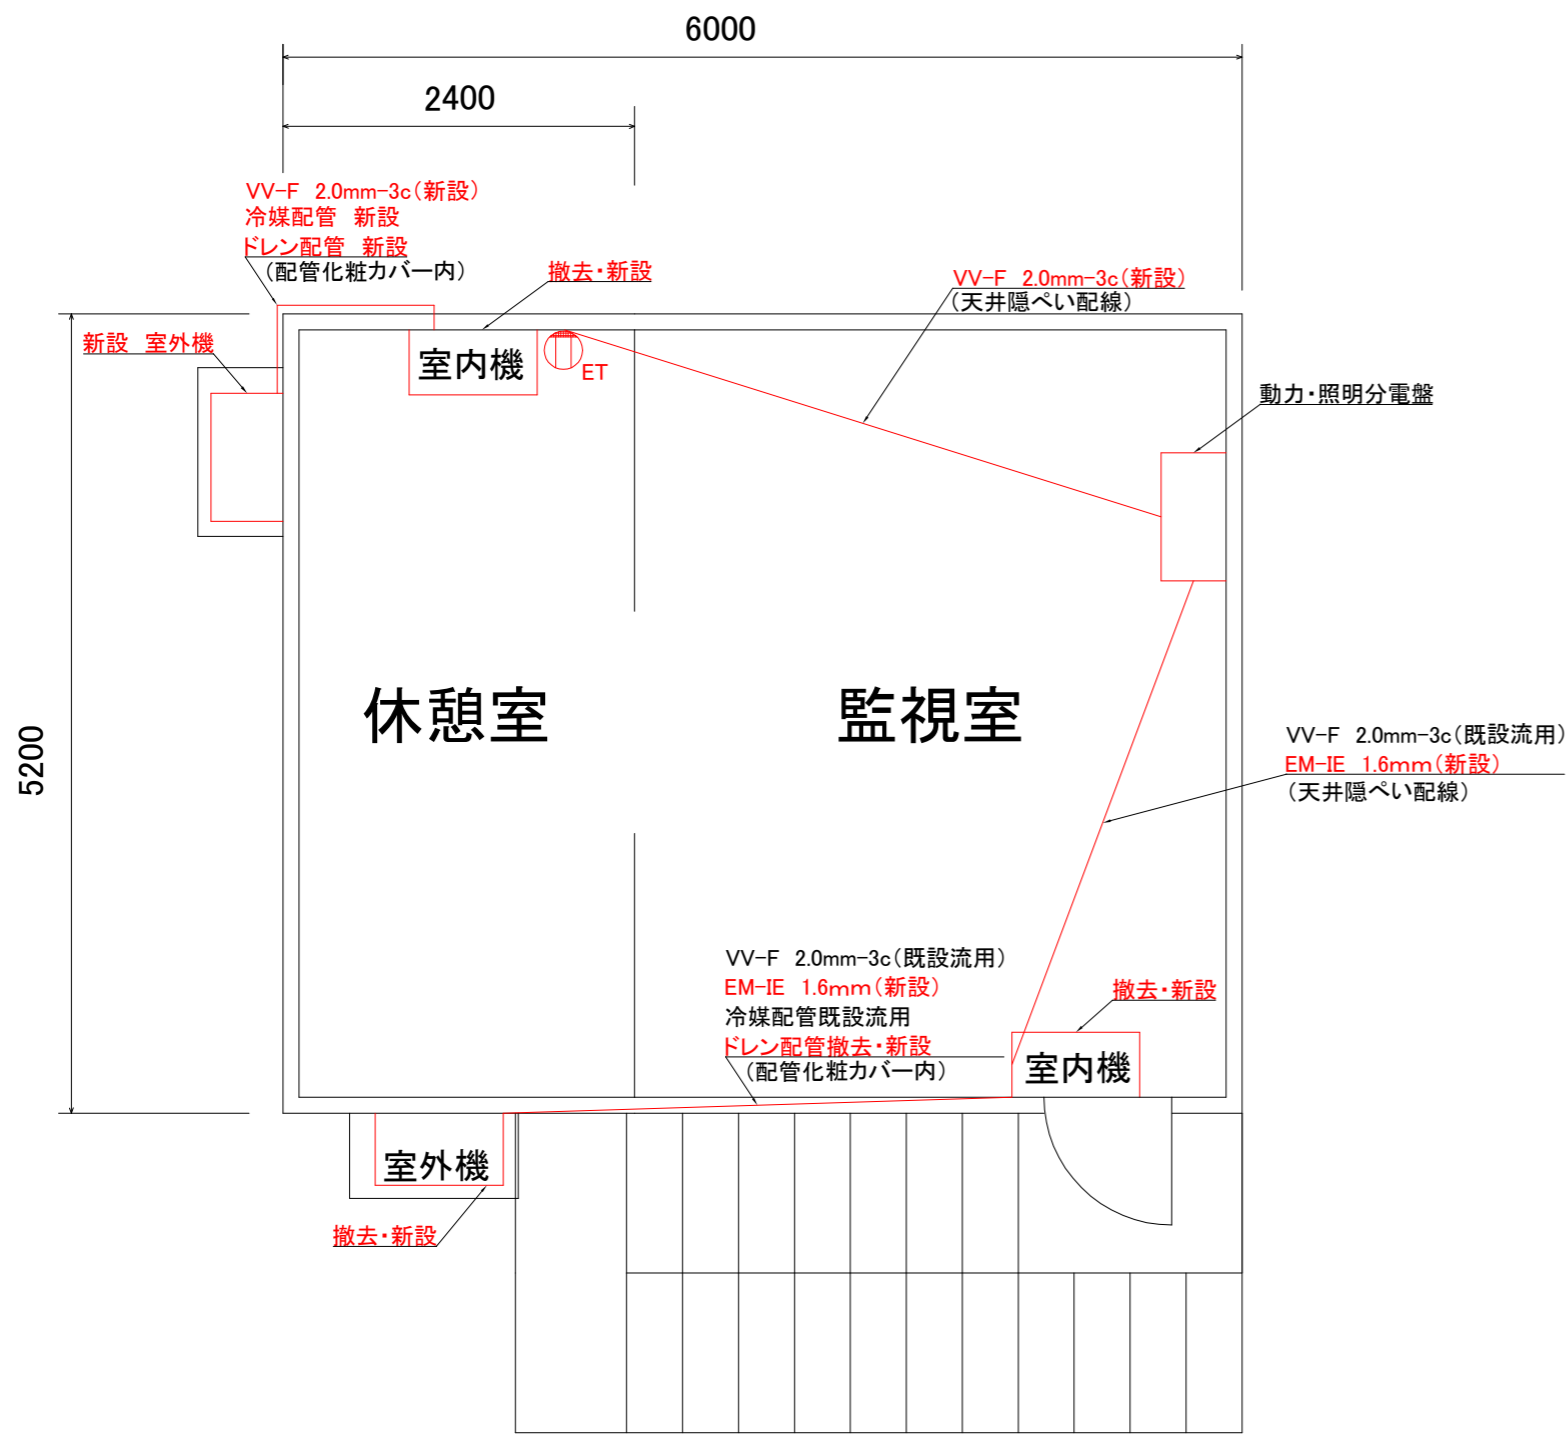 6000
2400
VV-F 2.0mm-3c(新設)
冷媒配管 新設
ドレン配管 新設
(配管化粧カバー内)
撤去・新設
VV-F 2.0mm-3c(新設)
(天井隠ぺい配線)
新設 室外機
室内機
ET
動力・照明分電盤
休憩室
監視室
5200
VV-F 2.0mm-3c(既設流用)
EM-IE 1.6mm(新設)
(天井隠ぺい配線)
VV-F 2.0mm-3c(既設流用)
EM-IE 1.6mm(新設)
冷媒配管既設流用
ドレン配管撤去・新設
(配管化粧カバー内)
撤去・新設
室内機
室外機
撤去・新設